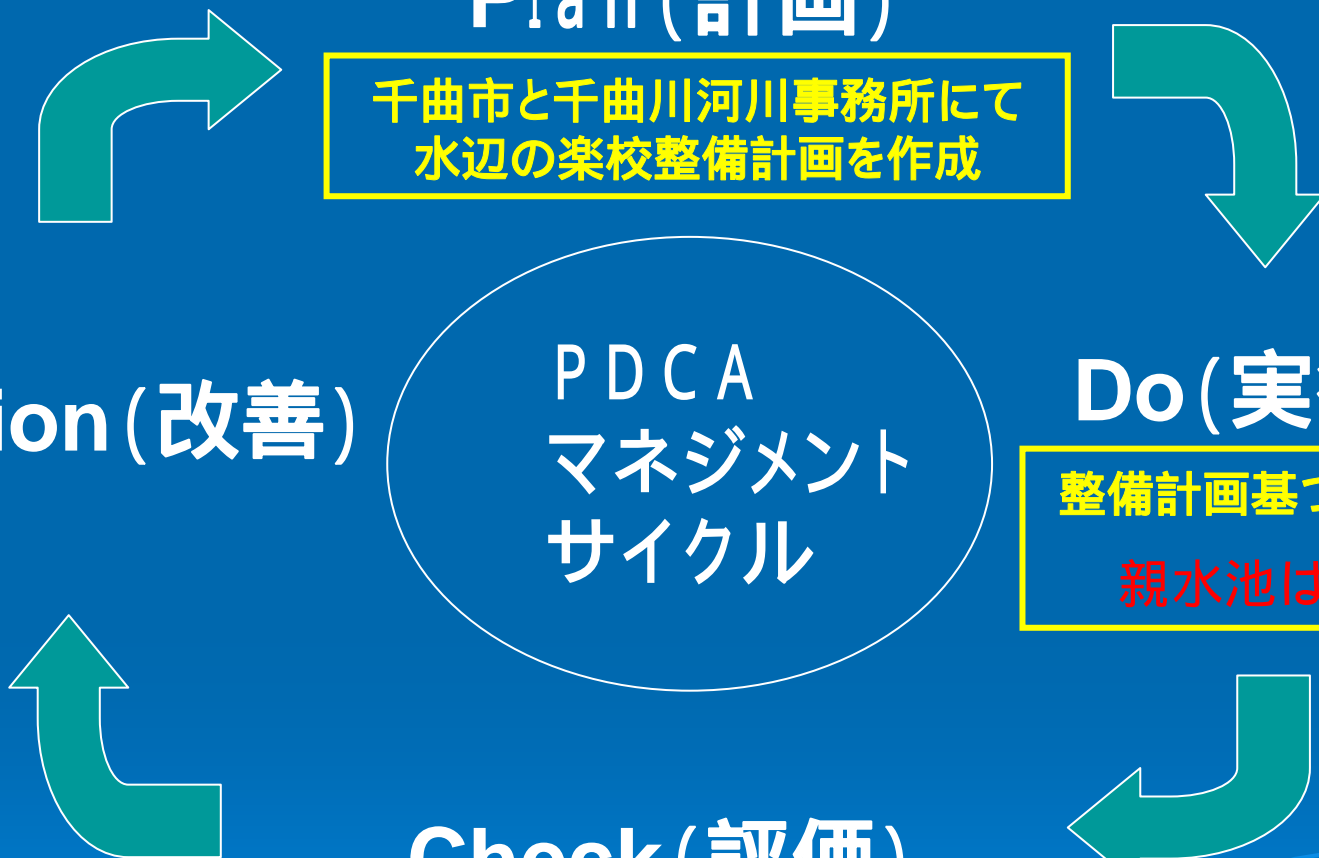 Plan(計画)
千曲市と千曲川河川事務所にて
水辺の楽校整備計画を作成
PDCA
マネジメント
サイクル
ion(改善)
Do(実
整備計画基づ
親水池は
Check(評価)